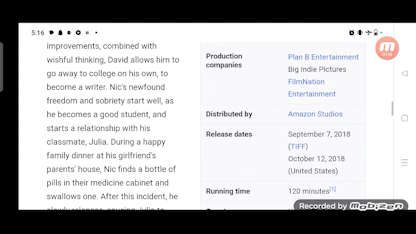 5:16
improvements, combined with
wishful thinking, David allows him to
go away to college on his own, to
become a writer. Nic's newfound
freedom and sobriety start well, as
he becomes a good student, and
starts a relationship with his
classmate, Julia. During a happy
family dinner at his girlfriend's
parents' house, Nic finds a bottle of
pills in their medicine cabinet and
swallows one. After this incident, he
Production companies
Plan B Entertainment
Big Indie Pictures
FilmNation
Entertainment
Distributed by
Amazon Studios
Release dates
September 7, 2018
(TIFF)
October 12, 2018
(United States)
Running time
120 minutes[1]
Recorded by mobizen